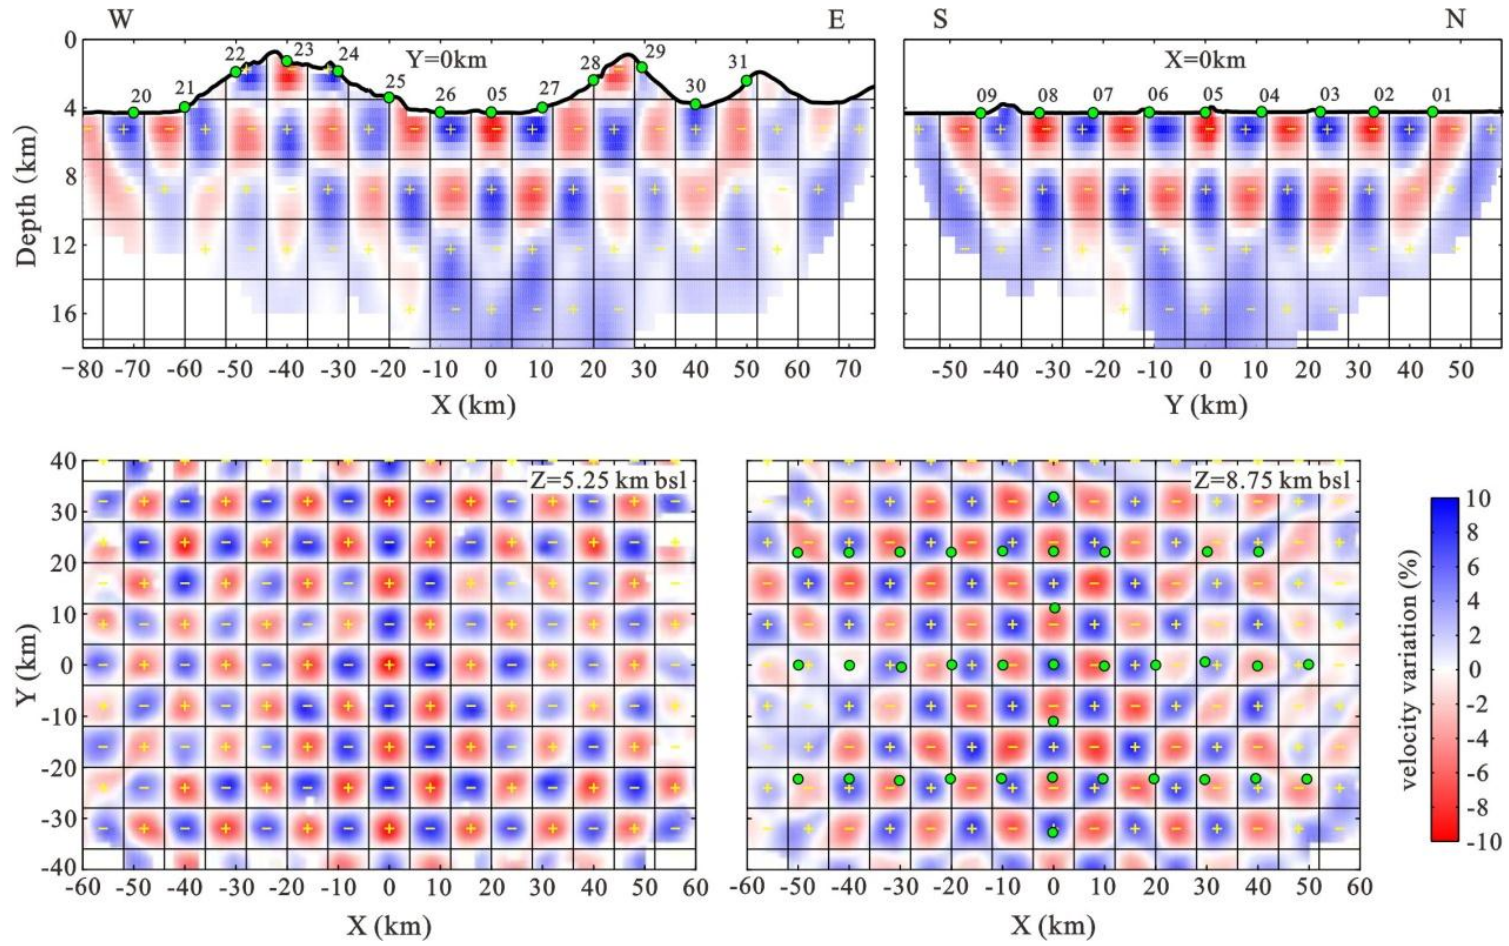 W E S N
0
4
8
12
16
Depth (km)
Y=0km
20 21 22 23 24 25 26 05 27 28 29 30 31
-80 -70 -60 -50 -40 -30 -20 -10 0 10 20 30 40 50 60 70
X (km)
X=0km
09 08 07 06 05 04 03 02 01
-50 -40 -30 -20 -10 0 10 20 30 40 50
Y (km)
Z=5.25 km bsl
40
30
20
10
0
-10
-20
-30
-40
Y (km)
-60 -50 -40 -30 -20 -10 0 10 20 30 40 50 60
X (km)
Z=8.75 km bsl
-60 -50 -40 -30 -20 -10 0 10 20 30 40 50 60
X (km)
velocity variation (%)
10
8
6
4
2
0
-2
-4
-6
-8
-10